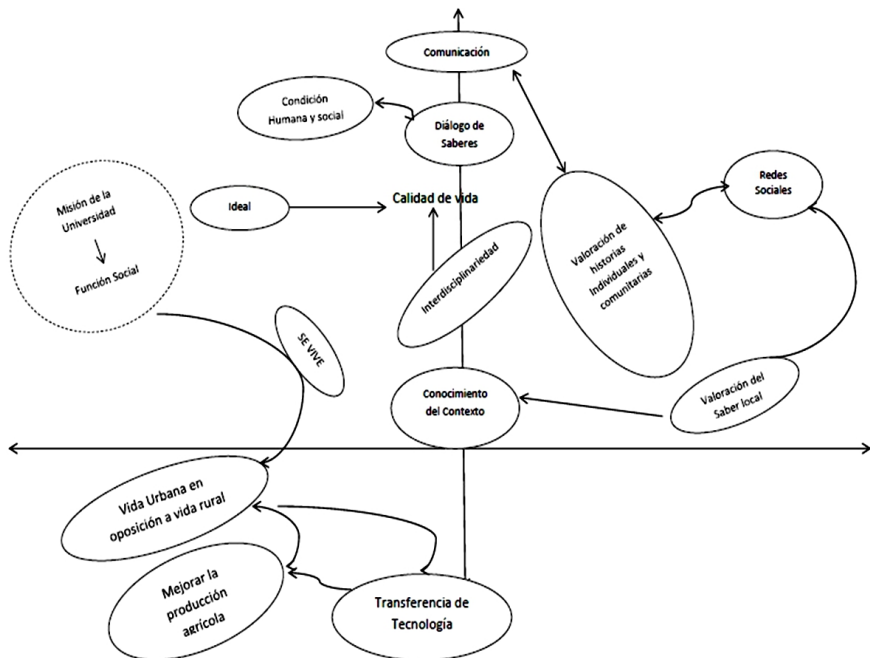 Comunicación
Condición
Humana y social
Diálogo de
Saberes
Misión de la
Universidad
Función Social
Ideal
Calidad de vida
Redes
Sociales
Valoración de
historias
Individuales y
comunitarias
Interdisciplinariedad
SE VIVE
Conocimiento
del Contexto
Valoración del
Saber local
Vida Urbana en
oposición a vida rural
Mejorar la
producción
agrícola
Transferencia de
Tecnología